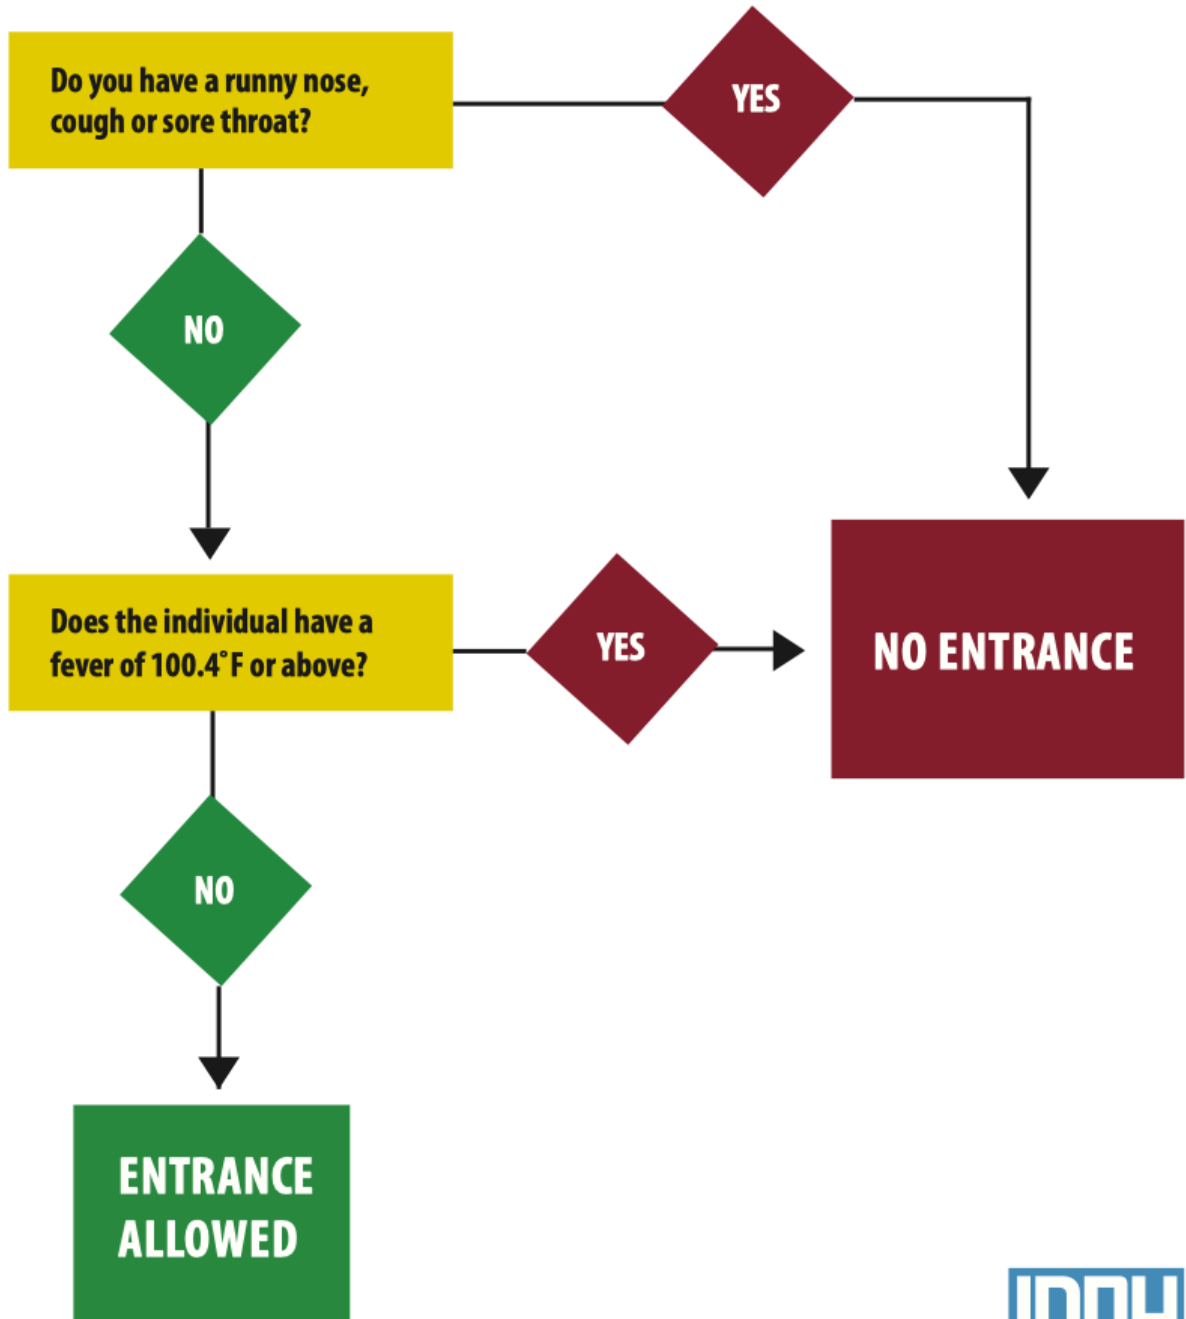 Do you have a runny nose,
cough or sore throat?
YES
NO
Does the individual have a
fever of 100.4°F or above?
YES
NO ENTRANCE
NO
ENTRANCE
ALLOWED